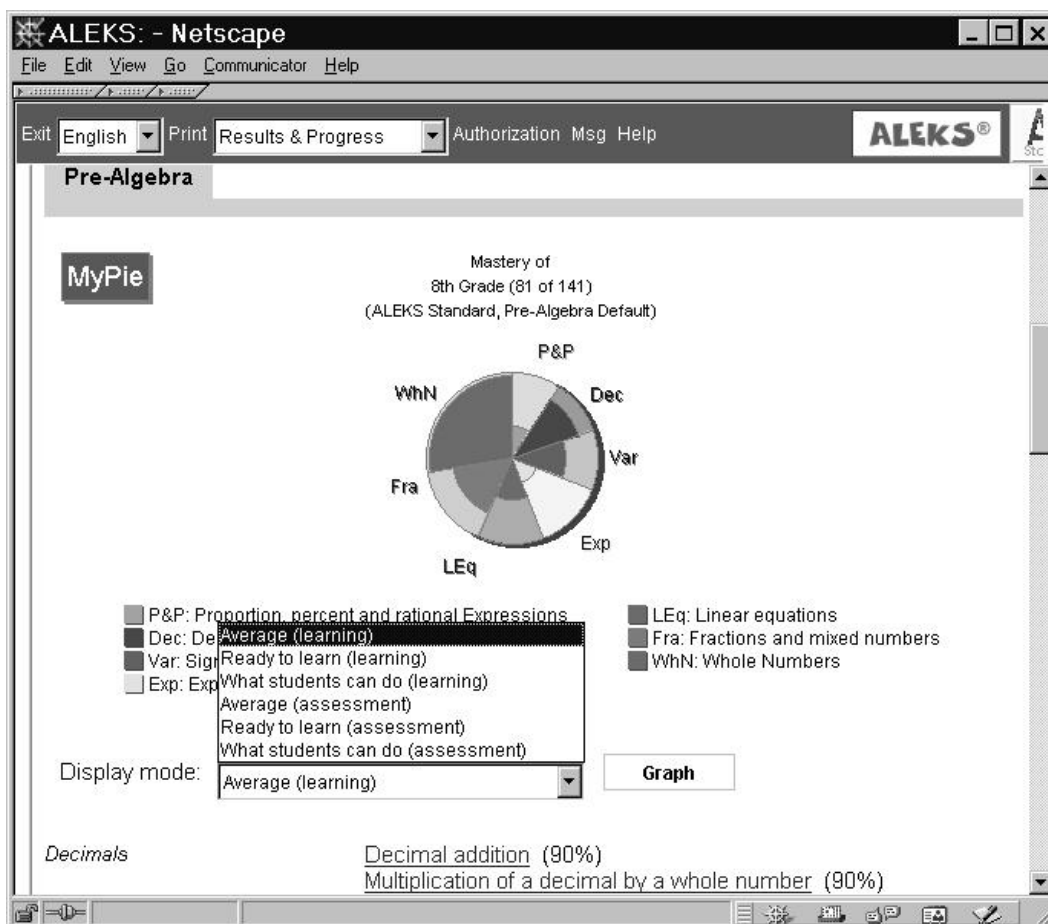 ALEKS: - Netscape
File Edit View Go Communicator Help
Exit English Print Results & Progress Authorization Msg Help ALEKS®
Pre-Algebra
MyPie
Mastery of
8th Grade (81 of 141)
(ALEKS Standard, Pre-Algebra Default)
P&P
WhN Dec
Var
Fra
Exp
LEq
P&P: Proportion, percent and rational Expressions LEq: Linear equations
Dec: De Fra: Fractions and mixed numbers
Var: Sig WhN: Whole Numbers
Exp: Exp
Average (learning)
Ready to learn (learning)
What students can do (learning)
Average (assessment)
Ready to learn (assessment)
What students can do (assessment)
Display mode: Average (learning) Graph
Decimals Decimal addition (90%)
Multiplication of a decimal by a whole number (90%)